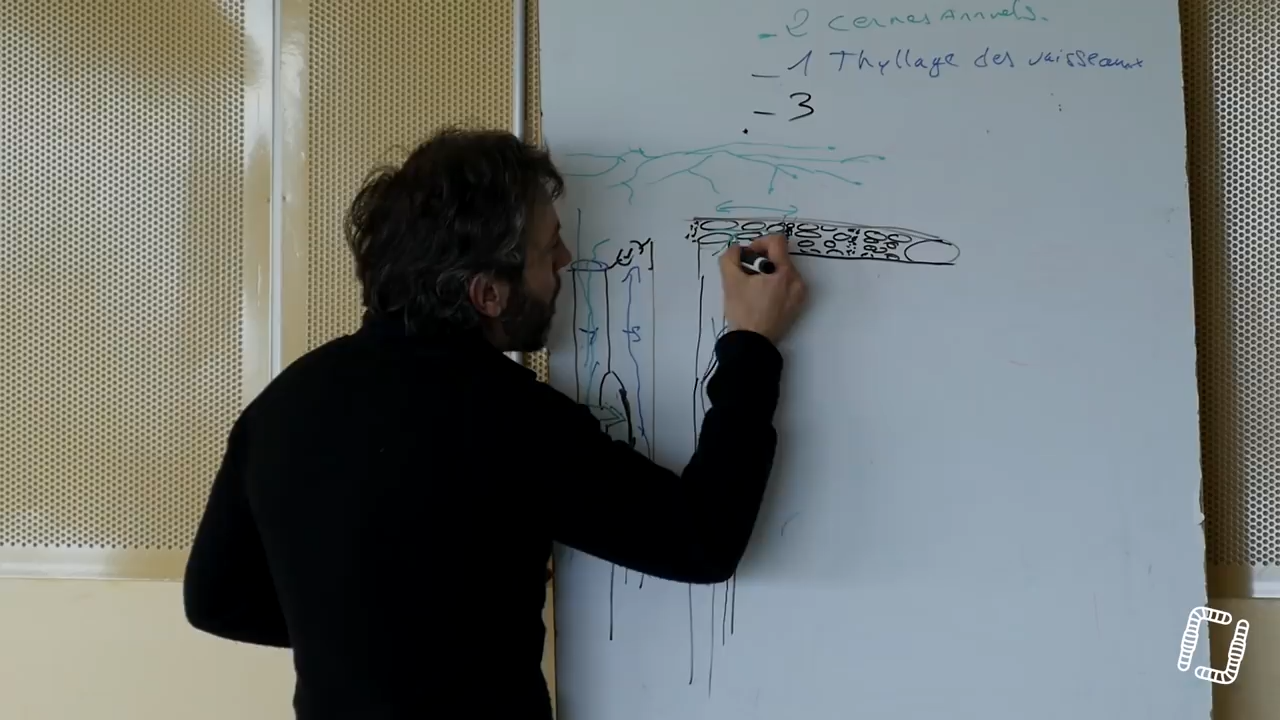 - 2 cernes Annuels.
- 1 Thyllage des vaisseaux
- 3